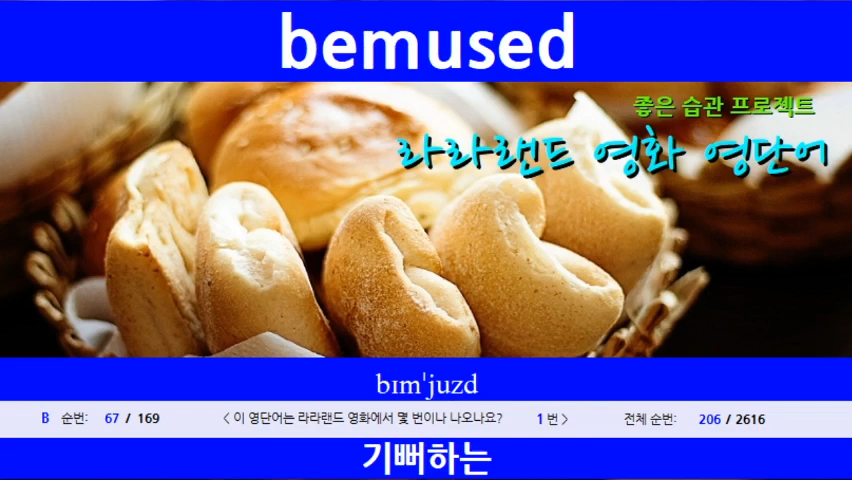 bemused
좋은 습관 프로젝트
라라랜드 영화 영단어
bɪmˈjuzd
B 순번: 67 / 169 < 이 영단어는 라라랜드 영화에서 몇 번이나 나오나요? 1 번 > 전체 순번: 206 / 2616
기뻐하는